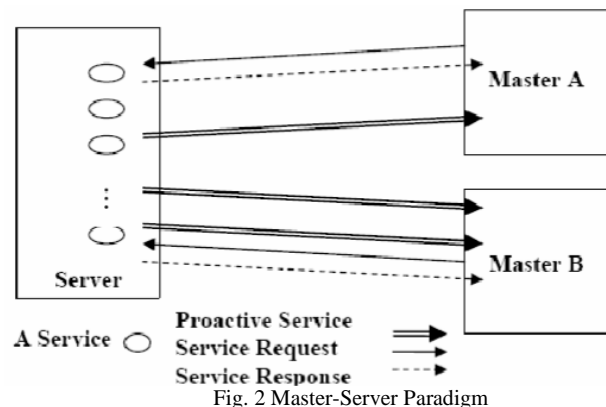 Master A
Master B
Server
A Service
Proactive Service
Service Request
Service Response
Fig. 2 Master-Server Paradigm